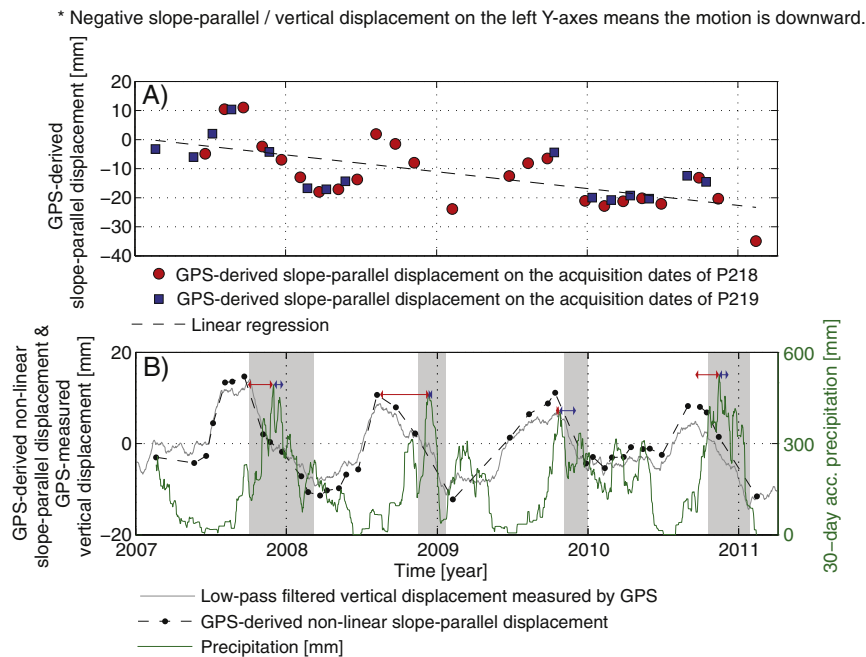 * Negative slope-parallel / vertical displacement on the left Y-axes means the motion is downward.
GPS-derived
slope-parallel displacement [mm]
20
10
0
−10
−20
−30
−40
A)
2008
2009
2010
2011
GPS-derived slope-parallel displacement on the acquisition dates of P218
GPS-derived slope-parallel displacement on the acquisition dates of P219
Linear regression
GPS-derived non-linear
slope-parallel displacement &
GPS-measured
vertical displacement [mm]
20
0
−20
B)
600
300
0
30−day acc. precipitation [mm]
2007
2008
2009
2010
2011
Time [year]
Low-pass filtered vertical displacement measured by GPS
GPS-derived non-linear slope-parallel displacement
Precipitation [mm]